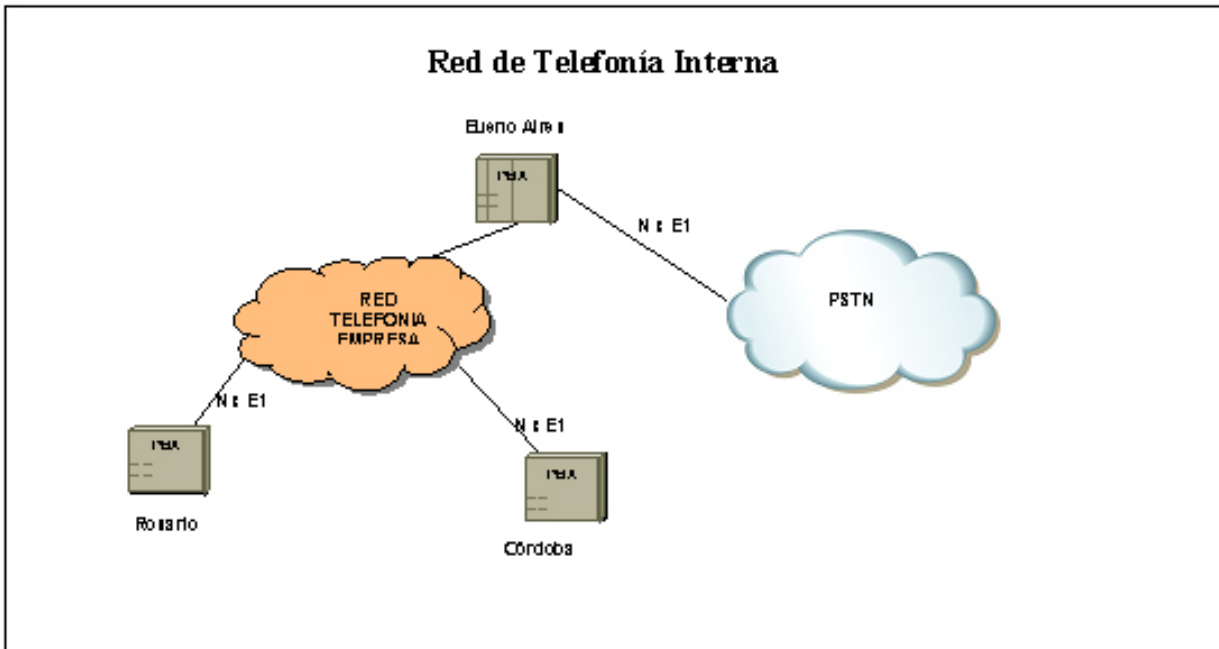 Red de Telefonía Interna
Bueno Aires
PBX
N x E1
PSTN
RED
TELEFONIA
EMPRESA
N x E1
N x E1
PBX
PBX
Rosario
Córdoba